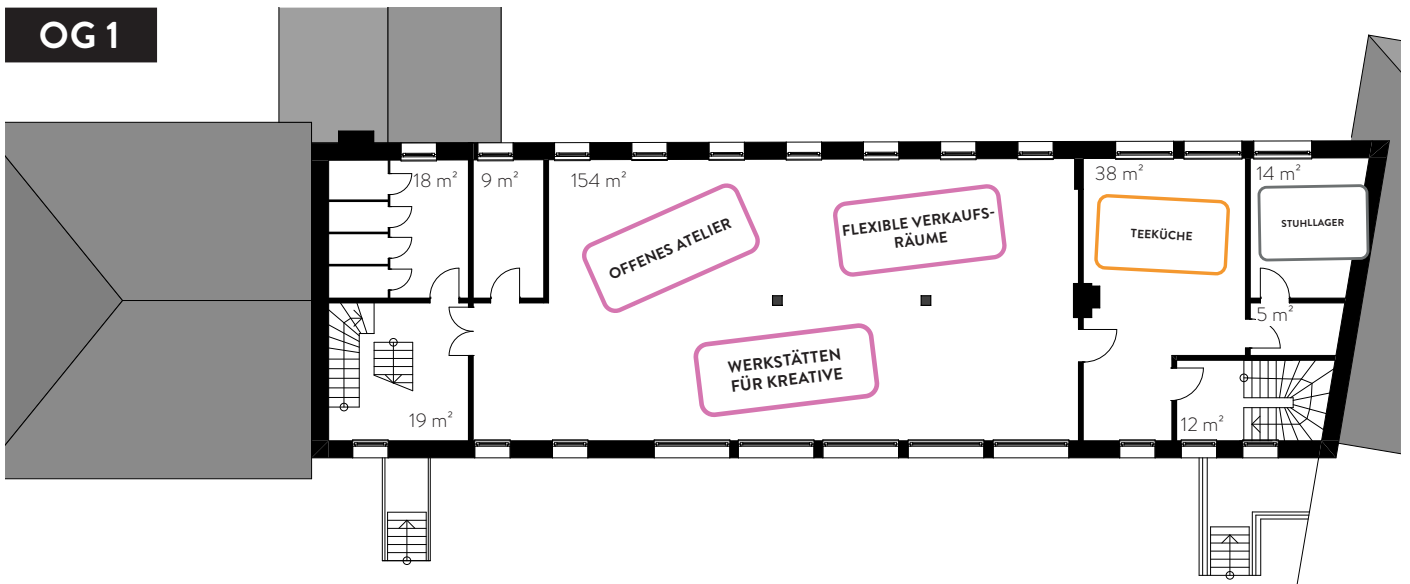 OG 1
18 m²
9 m²
154 m²
38 m²
14 m²
OFFENES ATELIER
FLEXIBLE VERKAUFS-
RÄUME
TEEKÜCHE
STUHLLAGER
5 m²
WERKSTÄTTEN
FÜR KREATIVE
19 m²
12 m²